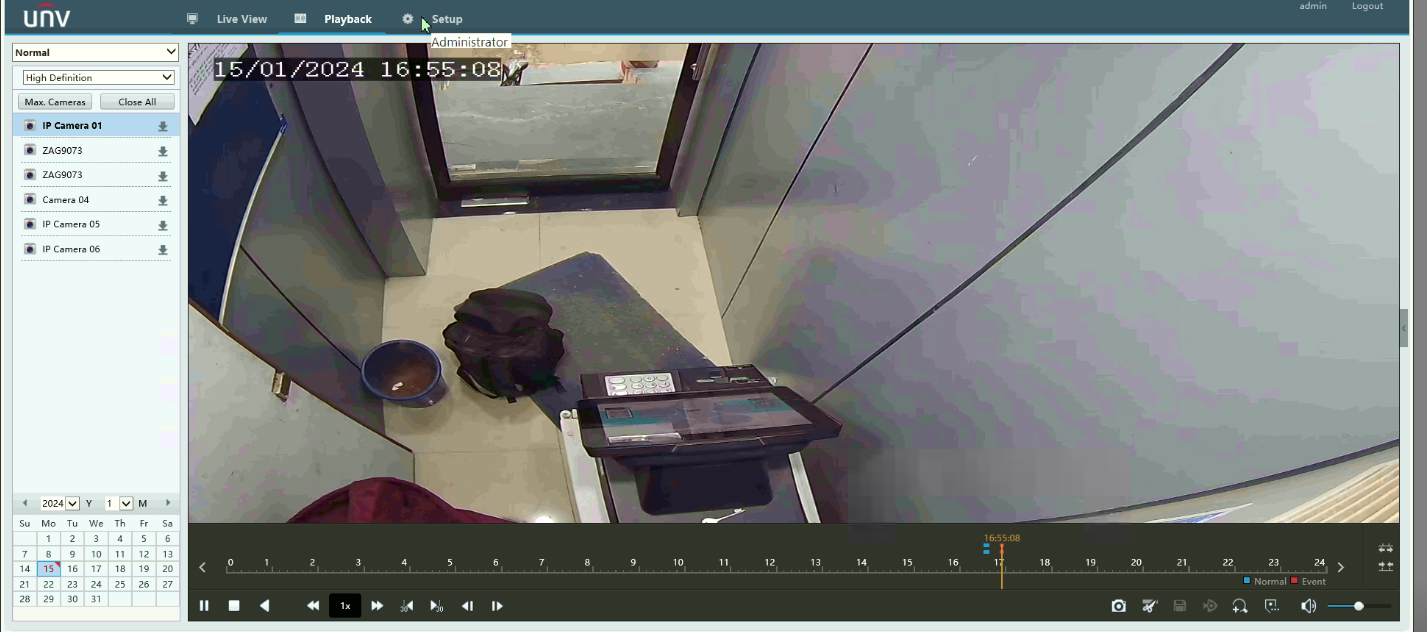 unv
Live View
Playback
Setup
admin
Logout
Administrator
Normal
High Definition
Max. Cameras
Close All
IP Camera 01
ZAG9073
ZAG9073
Camera 04
IP Camera 05
IP Camera 06
15/01/2024 16:55:08
2024 Y 1 M
Su Mo Tu We Th Fr Sa
1 2 3 4 5 6
7 8 9 10 11 12 13
14 15 16 17 18 19 20
21 22 23 24 25 26 27
28 29 30 31
16:55:08
0 1 2 3 4 5 6 7 8 9 10 11 12 13 14 15 16 17 18 19 20 21 22 23 24
Normal Event
1x
30 30